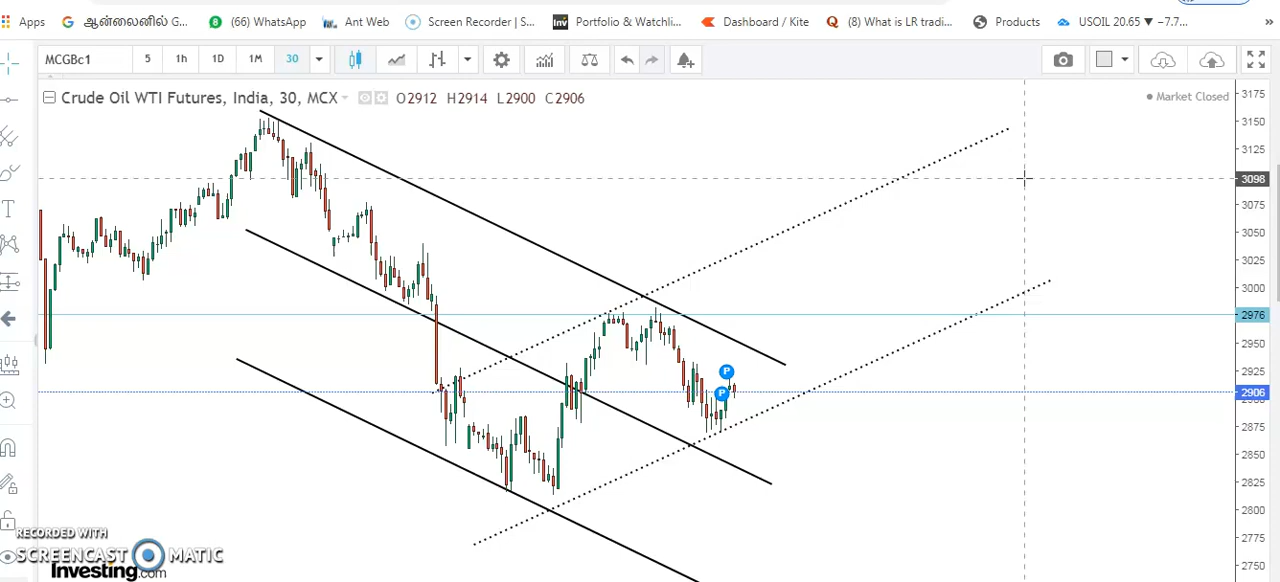 Apps G ஆன்லைனில் G... (66) WhatsApp Ant Web Screen Recorder | S... Inv Portfolio & Watchli... Dashboard / Kite Q (8) What is LR tradi... Products USOIL 20.65 ▼ −7.7... »
MCGBc1 5 1h 1D 1M 30
Crude Oil WTI Futures, India, 30, MCX O2912 H2914 L2900 C2906
Market Closed
3175
3150
3125
3098
3075
3050
3025
3000
2976
2950
2925
2906
2875
2850
2825
2800
2775
2750
P
P
T
RECORDED WITH
SCREENCAST MATIC
Investing.com